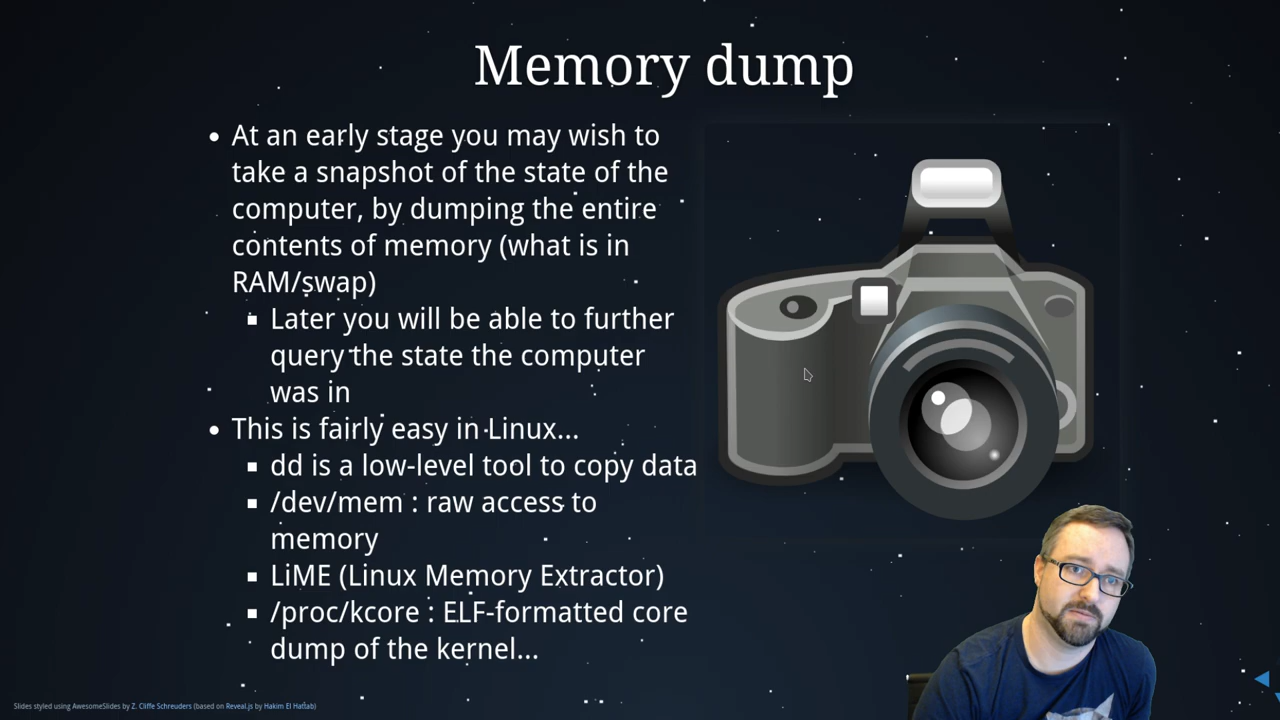 Memory dump
At an early stage you may wish to
take a snapshot of the state of the
computer, by dumping the entire
contents of memory (what is in
RAM/swap)
Later you will be able to further
query the state the computer
was in
This is fairly easy in Linux...
dd is a low-level tool to copy data
/dev/mem : raw access to
memory
LiME (Linux Memory Extractor)
/proc/kcore : ELF-formatted core
dump of the kernel...
Slides styled using AwesomeSlides by Z. Cliffe Schreuders (based on Reveal.js by Hakim El Hattab)